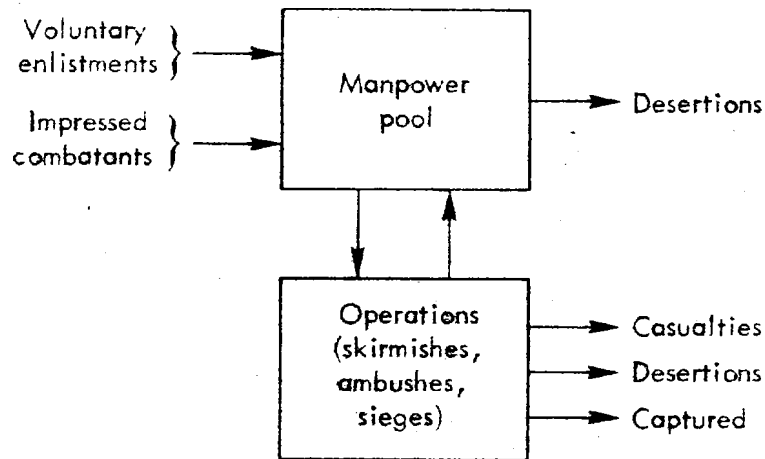 Voluntary
enlistments
Impressed
combatants
Manpower
pool
Desertions
Operations
(skirmishes,
ambushes,
sieges)
Casualties
Desertions
Captured